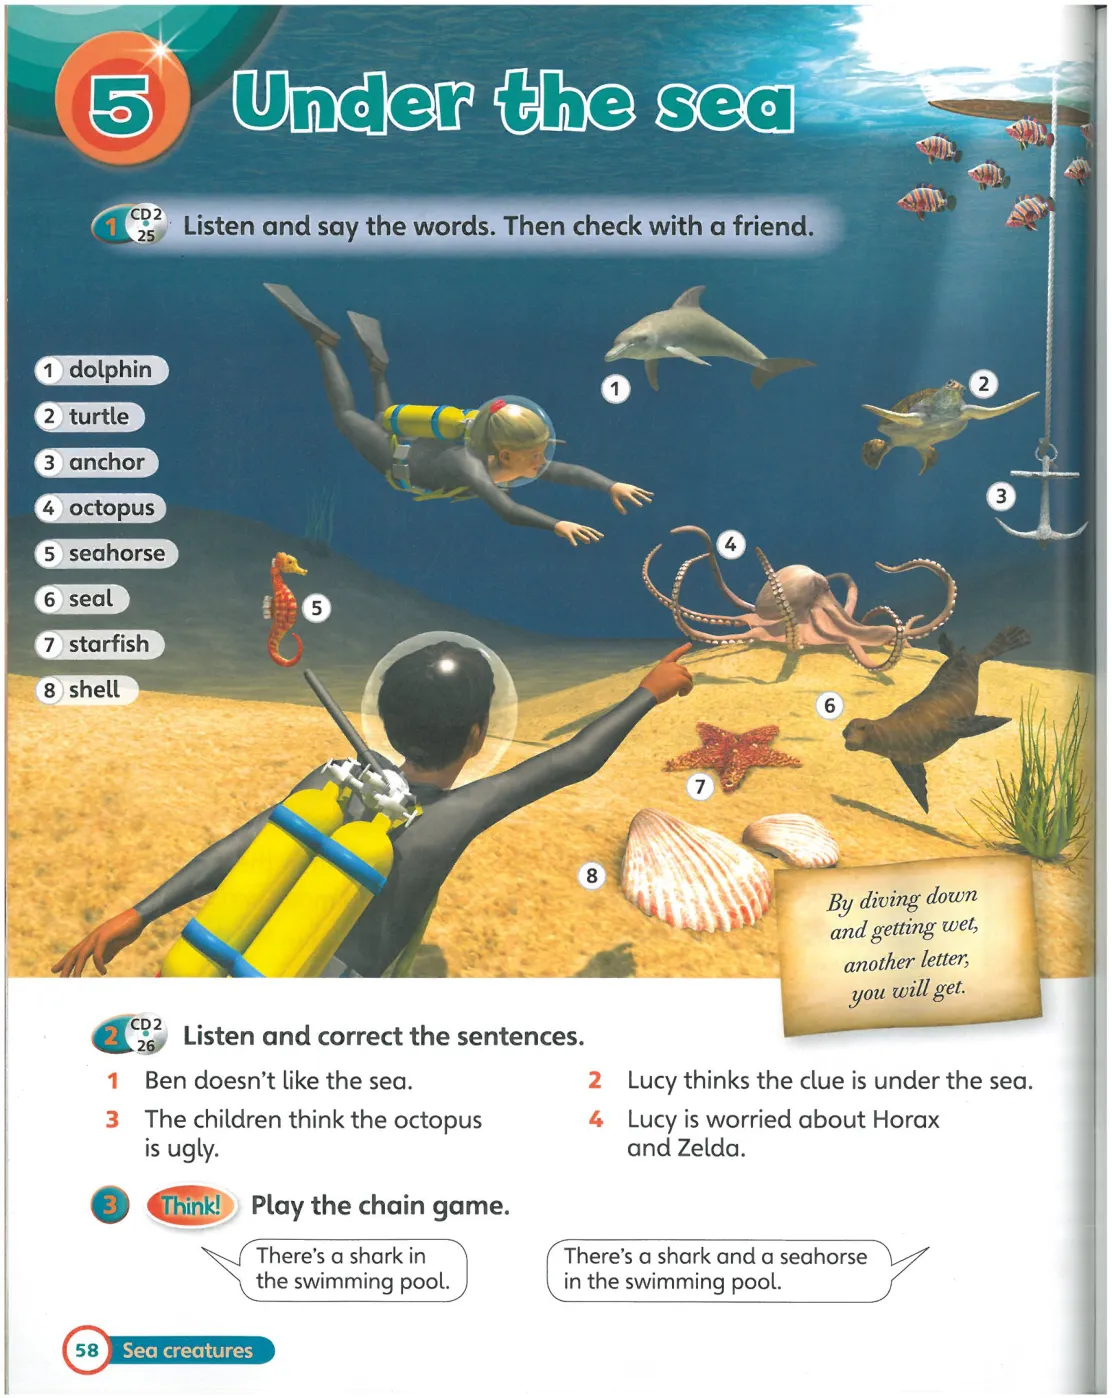 5
Under the sea
1 CD2 25 Listen and say the words. Then check with a friend.
1 dolphin
2 turtle
3 anchor
4 octopus
5 seahorse
6 seal
7 starfish
8 shell
1
2
3
4
5
6
7
8
By diving down
and getting wet,
another letter,
you will get.
2 CD2 26 Listen and correct the sentences.
1 Ben doesn't like the sea.
2 Lucy thinks the clue is under the sea.
3 The children think the octopus
is ugly.
4 Lucy is worried about Horax
and Zelda.
3 Think! Play the chain game.
There's a shark in
the swimming pool.
There's a shark and a seahorse
in the swimming pool.
58 Sea creatures